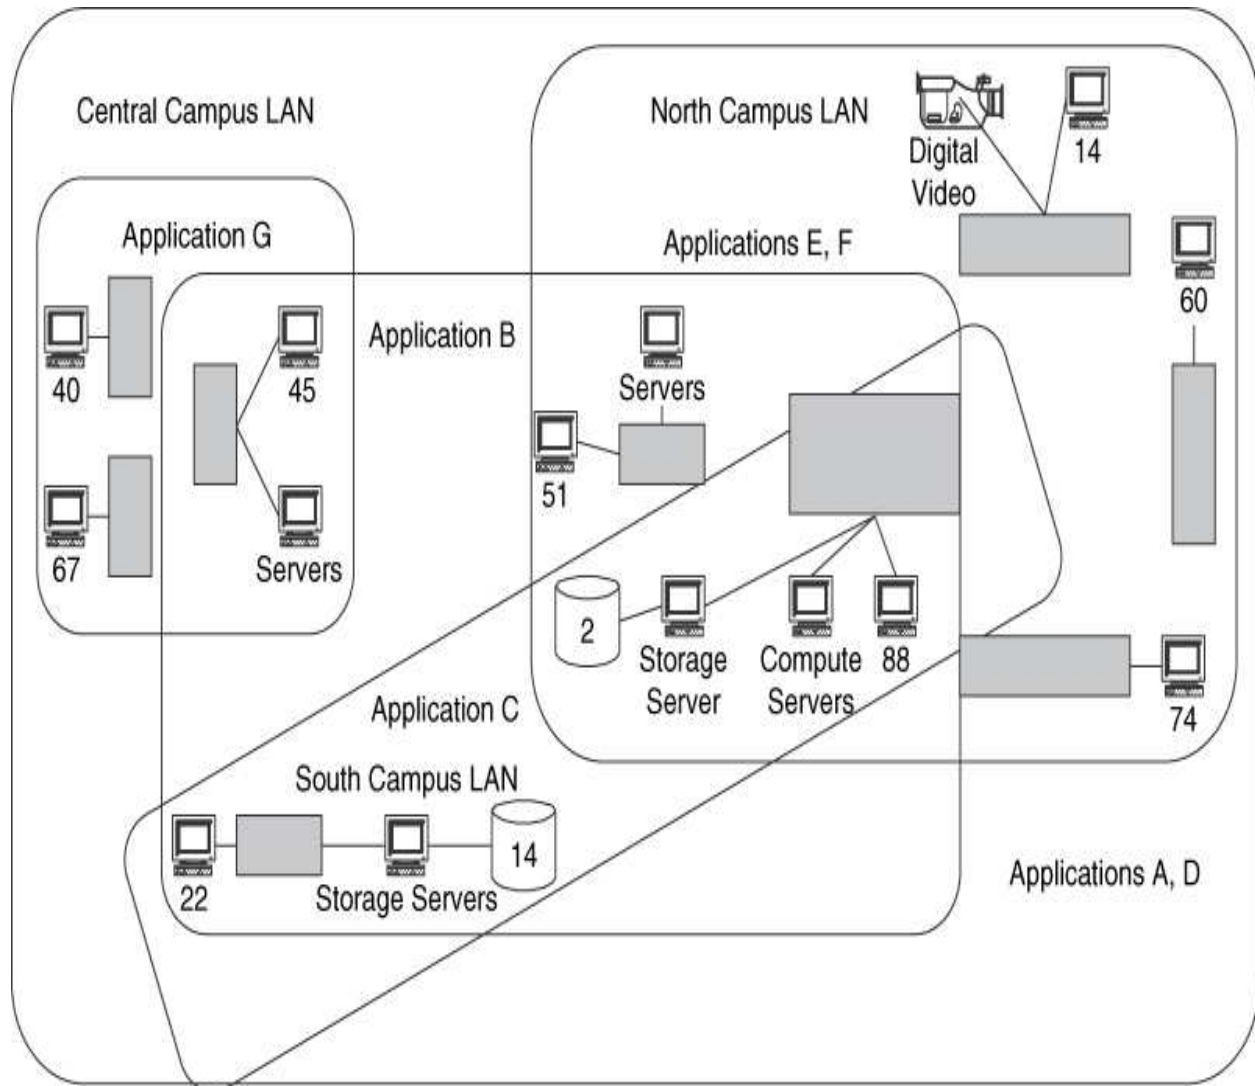 Central Campus LAN
North Campus LAN
Digital
Video
14
Application G
Applications E, F
60
40
45
Application B
Servers
51
67
Servers
2
Storage
Server
Compute
Servers
88
74
Application C
South Campus LAN
22
Storage Servers
14
Applications A, D